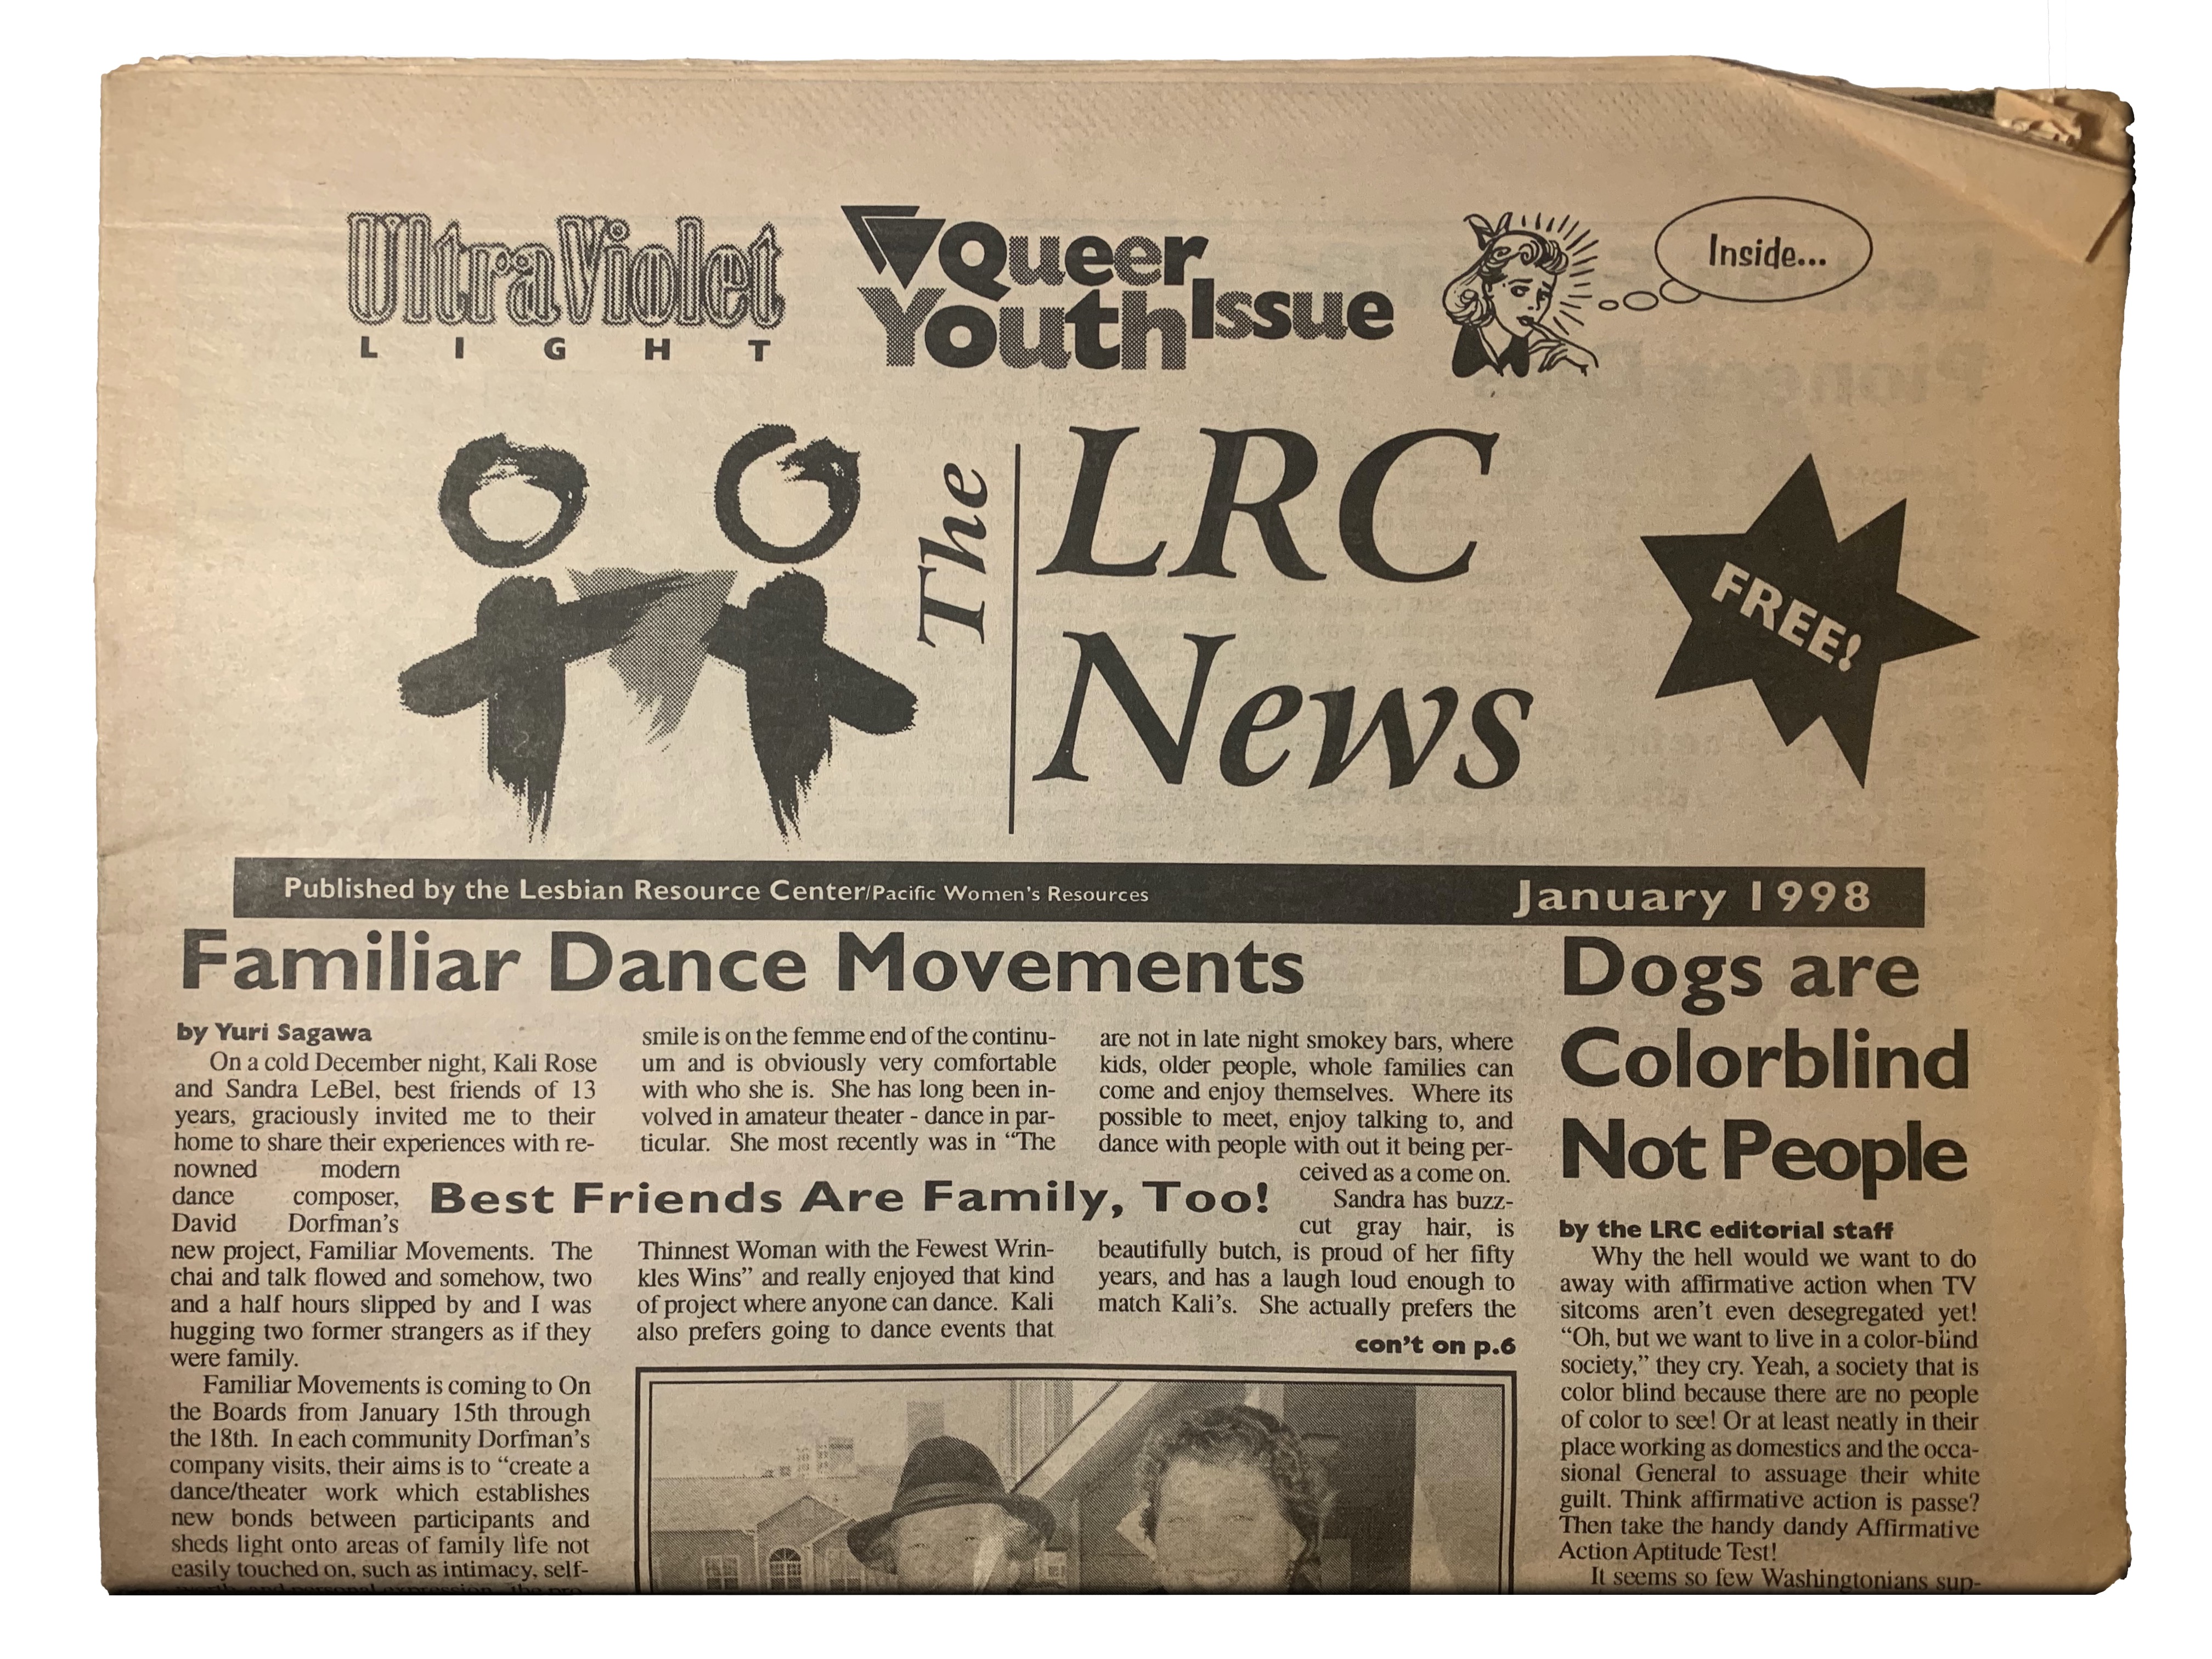 UltraViolet
LIGHT
Queer
Youth Issue
Inside...
The
LRC
News
FREE!
Published by the Lesbian Resource Center/Pacific Women's Resources
January 1998
Familiar Dance Movements
by Yuri Sagawa
On a cold December night, Kali Rose
and Sandra LeBel, best friends of 13
years, graciously invited me to their
home to share their experiences with re-
nowned modern
dance composer,
David Dorfman's
new project, Familiar Movements. The
chai and talk flowed and somehow, two
and a half hours slipped by and I was
hugging two former strangers as if they
were family.
Familiar Movements is coming to On
the Boards from January 15th through
the 18th. In each community Dorfman's
company visits, their aims is to “create a
dance/theater work which establishes
new bonds between participants and
sheds light onto areas of family life not
easily touched on, such as intimacy, self-
worth and personal expression,
smile is on the femme end of the continu-
um and is obviously very comfortable
with who she is. She has long been in-
volved in amateur theater - dance in par-
ticular. She most recently was in “The
Best Friends Are Family, Too!
Thinnest Woman with the Fewest Wrin-
kles Wins” and really enjoyed that kind
of project where anyone can dance. Kali
also prefers going to dance events that
are not in late night smokey bars, where
kids, older people, whole families can
come and enjoy themselves. Where its
possible to meet, enjoy talking to, and
dance with people with out it being per-
ceived as a come on.
Sandra has buzz-
cut gray hair, is
beautifully butch, is proud of her fifty
years, and has a laugh loud enough to
match Kali's. She actually prefers the
con't on p.6
Dogs are
Colorblind
Not People
by the LRC editorial staff
Why the hell would we want to do
away with affirmative action when TV
sitcoms aren't even desegregated yet!
“Oh, but we want to live in a color-blind
society,” they cry. Yeah, a society that is
color blind because there are no people
of color to see! Or at least neatly in their
place working as domestics and the occa-
sional General to assuage their white
guilt. Think affirmative action is passe?
Then take the handy dandy Affirmative
Action Aptitude Test!
It seems so few Washingtonians sup-